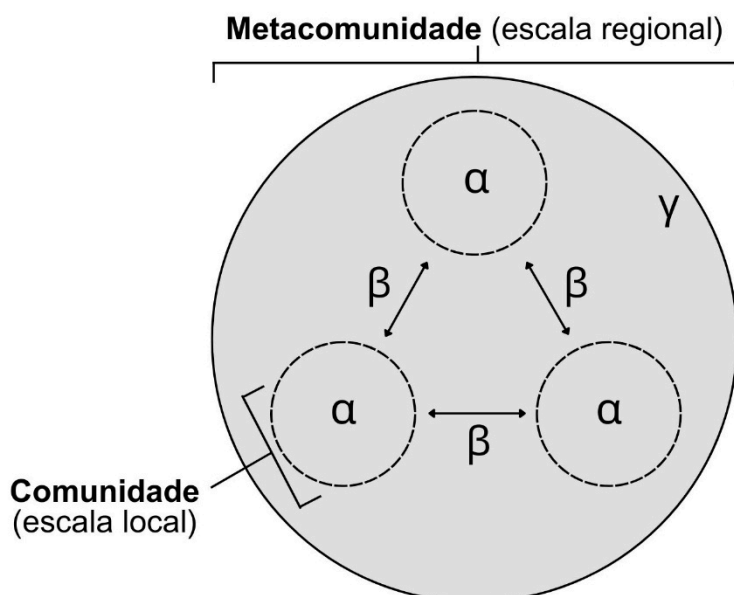 Metacomunidade (escala regional)
α
γ
β
β
α
β
α
Comunidade
(escala local)